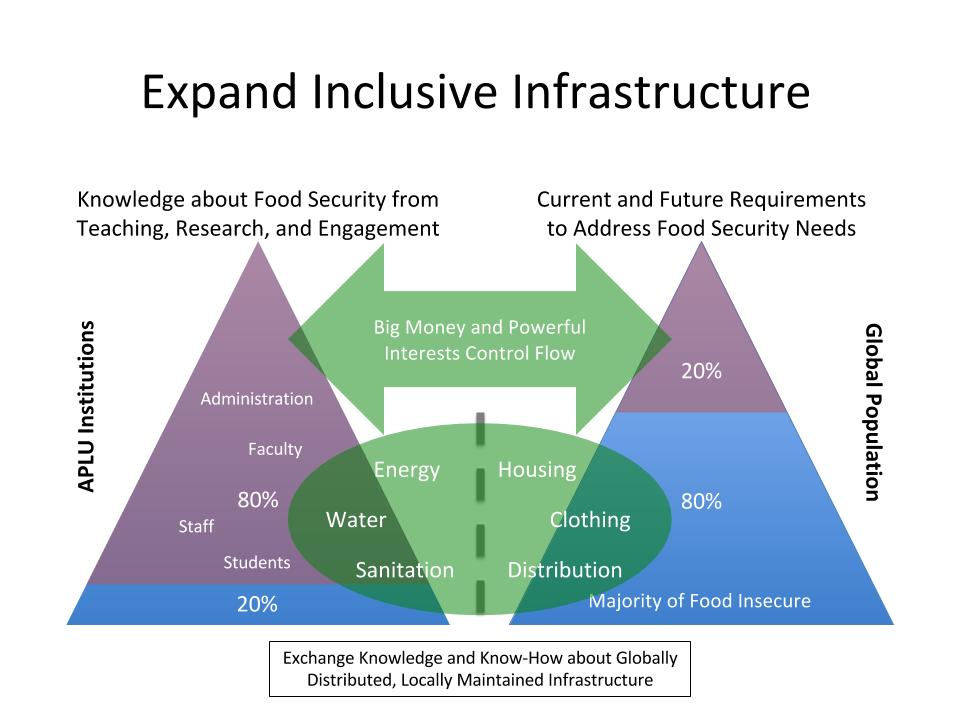 Expand Inclusive Infrastructure
Knowledge about Food Security from
Teaching, Research, and Engagement
Current and Future Requirements
to Address Food Security Needs
APLU Institutions
Big Money and Powerful
Interests Control Flow
Global Population
20%
Administration
Faculty
80%
Staff
Students
20%
Energy
Housing
Water
Clothing
Sanitation
Distribution
80%
Majority of Food Insecure
Exchange Knowledge and Know-How about Globally
Distributed, Locally Maintained Infrastructure